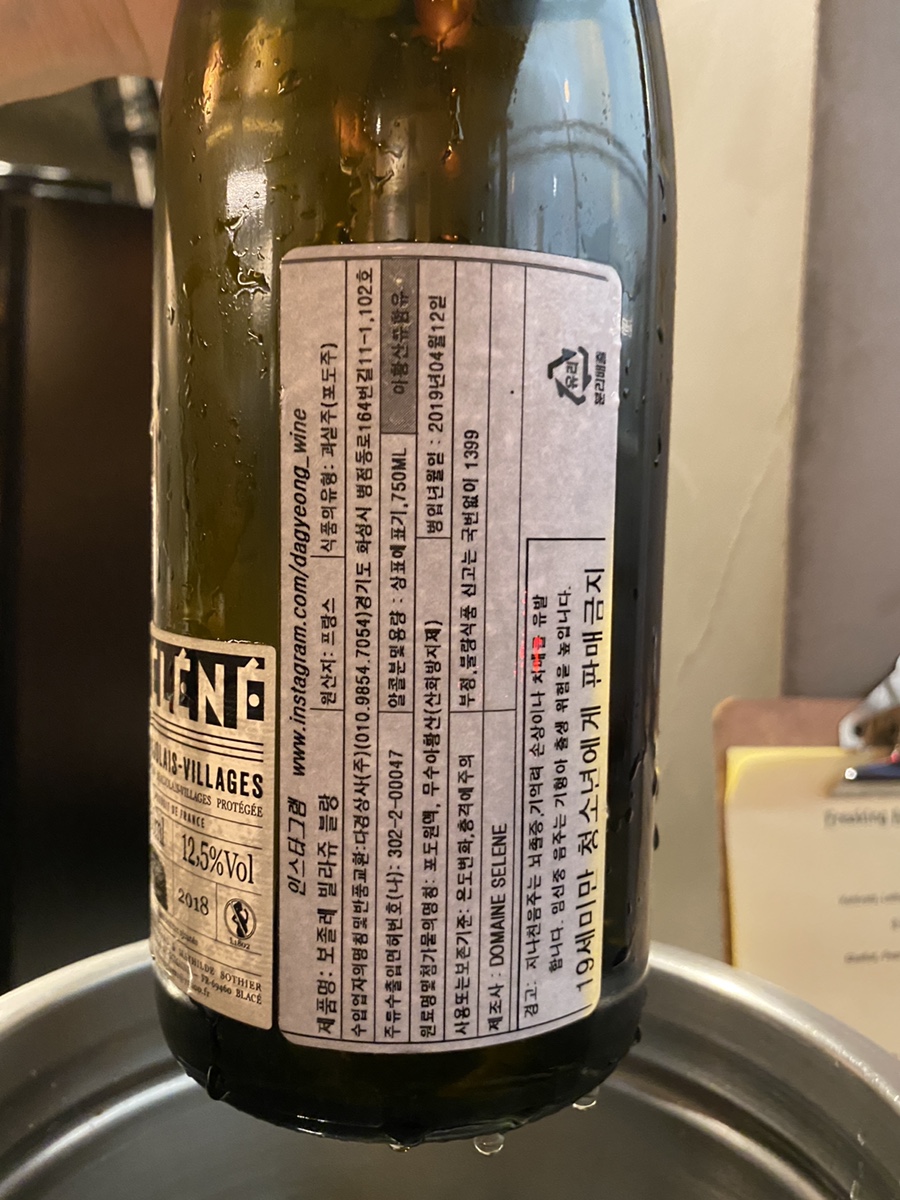 LÉNÉ
OLAIS-VILLAGES
VILLAGES PROTÉGÉE
DE FRANCE
12,5%Vol
2018
L1802
MATHILDE BOTHIER
FR-69460 BLACÉ
인스타그램 www.instagram.com/dagyeong_wine
제품명: 보졸레 빌라쥬 블랑 원산지: 프랑스 식품의유형: 과실주(포도주)
수입업자의명칭및반품교환:다경상사(주)(010.9854.7054)경기도 화성시 병점동로164번길11-1,102호
주류수출입면허번호(나): 302-2-00047 알콜분및용량 : 상표에 표기,750ML 아황산류함유
원료명및첨가물의명칭: 포도원액, 무수아황산(산화방지제) 병입년월일 : 2019년04월12일
사용또는보존기준: 온도변화,충격에주의 부정,불량식품 신고는 국번없이 1399
제조사 : DOMAINE SELENE
경고: 지나친음주는 뇌졸중,기억력 손상이나 치매를 유발
합니다. 임신중 음주는 기형아 출생 위험을 높입니다.
19세미만 청소년에게 판매금지
유리
분리배출